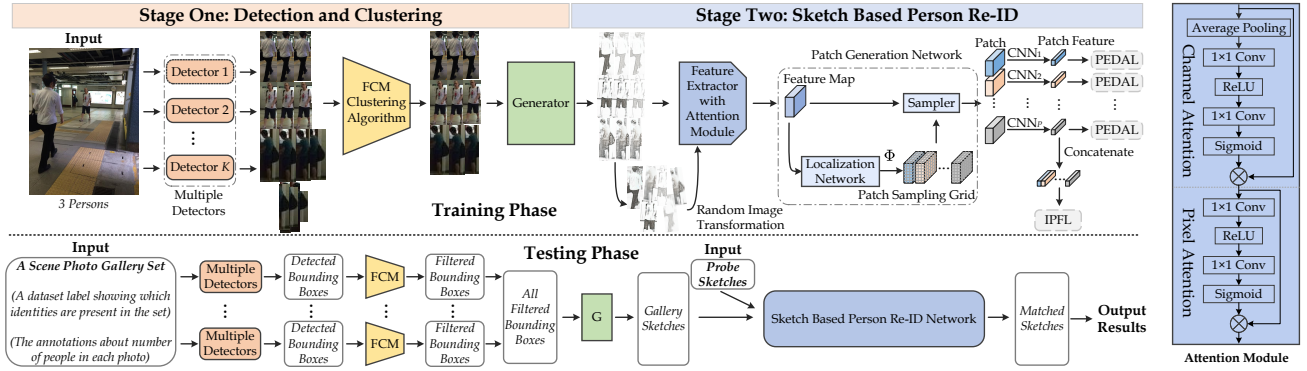 Stage One: Detection and Clustering
Stage Two: Sketch Based Person Re-ID
Input
3 Persons
Detector 1
Detector 2
Detector K
Multiple
Detectors
FCM
Clustering
Algorithm
Generator
Training Phase
Random Image
Transformation
Feature
Extractor
with
Attention
Module
Patch Generation Network
Feature Map
Sampler
Localization
Network
Φ
Patch Sampling Grid
Patch
CNN1
Patch Feature
PEDAL
CNN2
PEDAL
CNNP
PEDAL
Concatenate
IPFL
Testing Phase
Input
A Scene Photo Gallery Set
(A dataset label showing which
identities are present in the set)
(The annotations about number
of people in each photo)
Multiple
Detectors
Detected
Bounding
Boxes
FCM
Filtered
Bounding
Boxes
Multiple
Detectors
Detected
Bounding
Boxes
FCM
Filtered
Bounding
Boxes
All
Filtered
Bounding
Boxes
G
Gallery
Sketches
Input
Probe
Sketches
Sketch Based Person Re-ID Network
Matched
Sketches
Output
Results
Channel Attention
Average Pooling
1×1 Conv
ReLU
1×1 Conv
Sigmoid
Pixel Attention
1×1 Conv
ReLU
1×1 Conv
Sigmoid
Attention Module